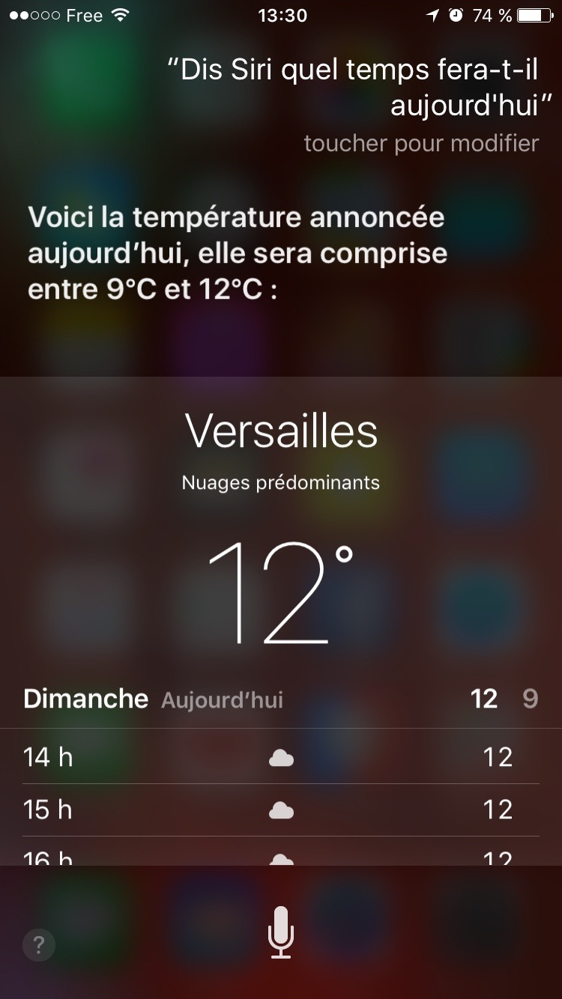 Free 13:30 74 %
“Dis Siri quel temps fera-t-il
aujourd'hui”
toucher pour modifier
Voici la température annoncée
aujourd’hui, elle sera comprise
entre 9°C et 12°C :
Versailles
Nuages prédominants
12°
Dimanche Aujourd’hui 12 9
14 h 12
15 h 12
16 h 12
?